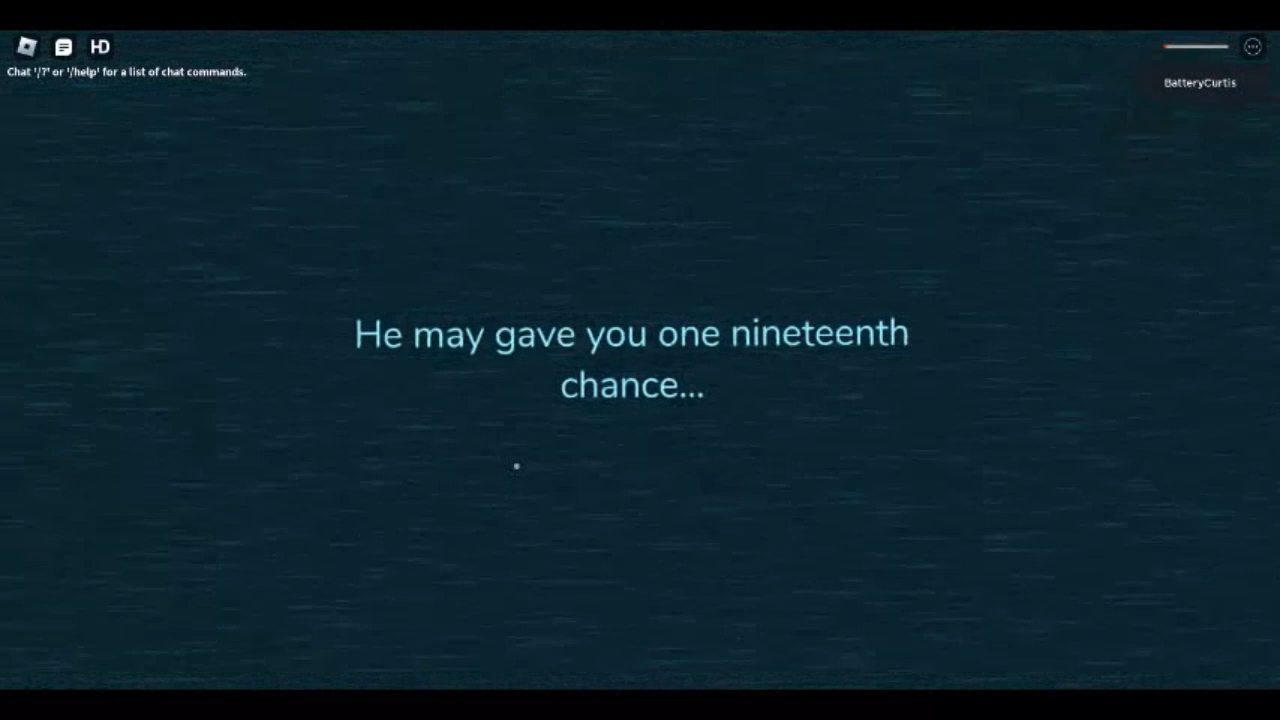 HD
Chat '/?' or '/help' for a list of chat commands.
BatteryCurtis
He may gave you one nineteenth
chance...